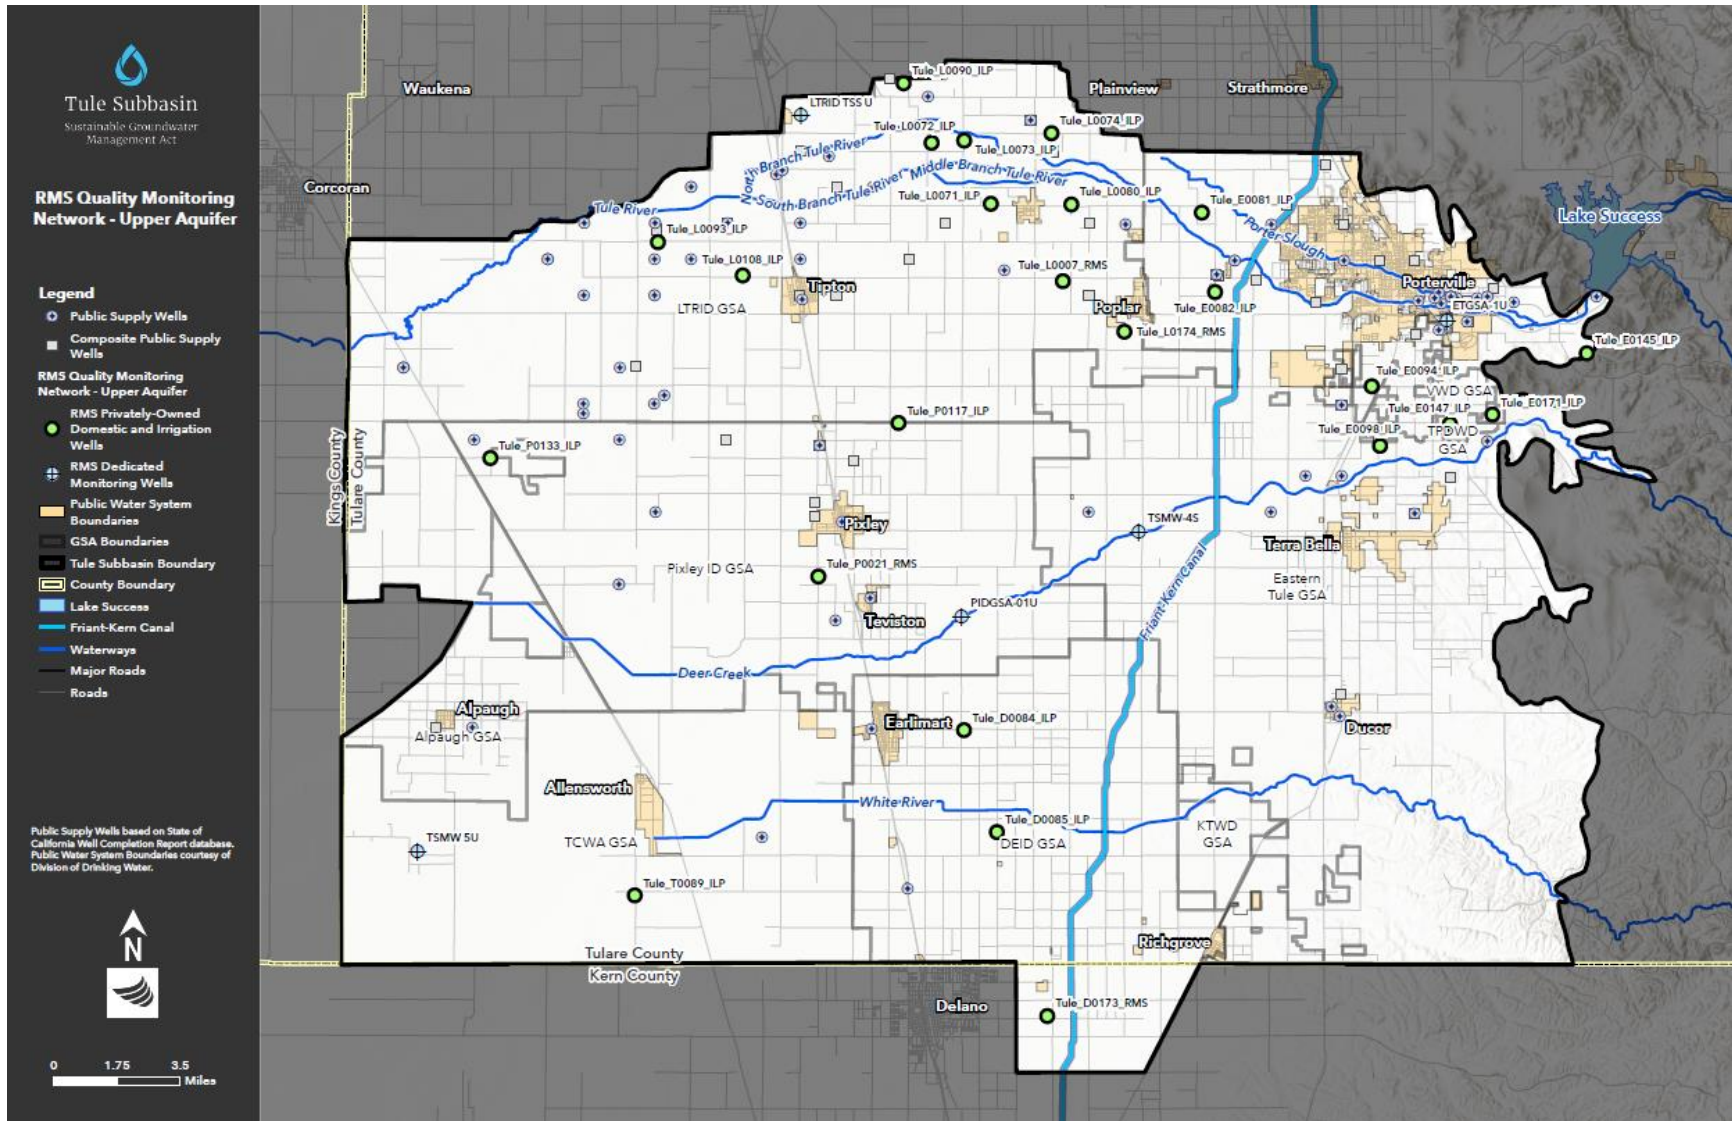 Tule Subbasin
Sustainable Groundwater
Management Act
RMS Quality Monitoring
Network - Upper Aquifer
Legend
Public Supply Wells
Composite Public Supply
Wells
RMS Quality Monitoring
Network - Upper Aquifer
RMS Privately-Owned
Domestic and Irrigation
Wells
RMS Dedicated
Monitoring Wells
Public Water System
Boundaries
GSA Boundaries
Tule Subbasin Boundary
County Boundary
Lake Success
Friant-Kern Canal
Waterways
Major Roads
Roads
Public Supply Wells based on State of
California Well Completion Report database.
Public Water System Boundaries courtesy of
Division of Drinking Water.
N
0 1.75 3.5
Miles
Waukena
Tule_L0090_ILP
Plainview
Strathmore
LTRID TSS U
Tule_L0072_ILP
Tule_L0074_ILP
Tule_L0073_ILP
North Branch Tule River
Middle Branch Tule River
South Branch Tule River
Corcoran
Tule River
Tule_L0071_ILP
Tule_L0080_ILP
Tule_E0081_ILP
Lake Success
Porter Slough
Tule_L0093_ILP
Tule_L0108_ILP
Tule_L0007_RMS
Tipton
Porterville
LTRID GSA
Poplar
Tule_E0082_ILP
ETGSA-1U
Tule_L0174_RMS
Tule_E0145_ILP
Tule_E0094_ILP
VWD GSA
Tule_P0117_ILP
Tule_E0147_ILP
Tule_E0171_ILP
Tule_E0098_ILP
TPDWD
GSA
Tule_P0133_ILP
Kings County
Tulare County
Pixley
TSMW-4S
Terra Bella
Pixley ID GSA
Tule_P0021_RMS
Eastern
Tule GSA
PIDGSA-01U
Teviston
Friant-Kern Canal
Deer Creek
Alpaugh
Alpaugh GSA
Earlimart
Tule_D0084_ILP
Ducor
Allensworth
White River
Tule_D0085_ILP
DEID GSA
KTWD
GSA
TSMW 5U
TCWA GSA
Tule_T0089_ILP
Richgrove
Tulare County
Kern County
Delano
Tule_D0173_RMS